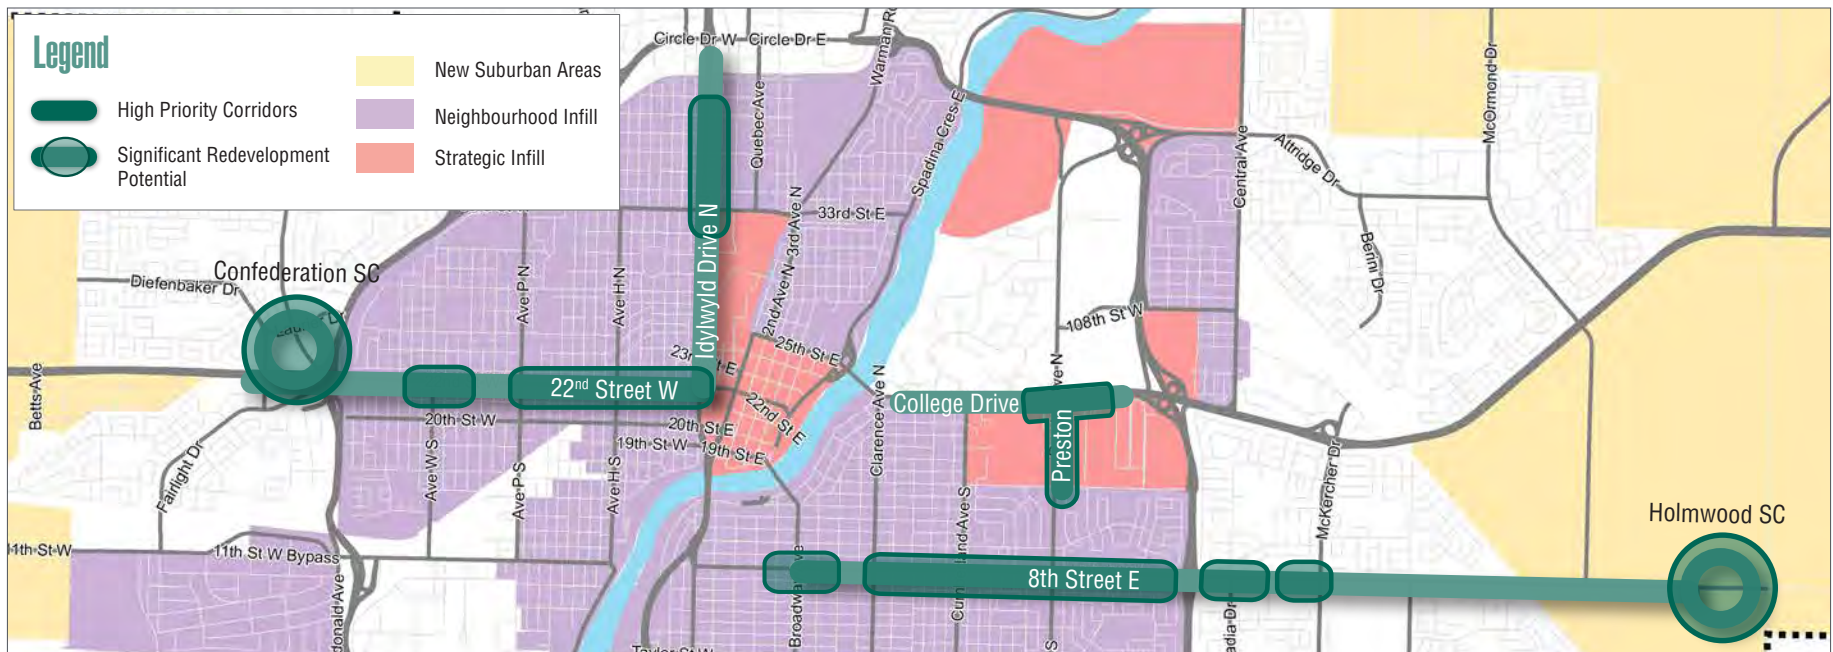 Legend
High Priority Corridors
Significant Redevelopment
Potential
New Suburban Areas
Neighbourhood Infill
Strategic Infill
Circle Dr W
Circle Dr E
Warman
Quebec Ave
Spadina Cres E
Central Ave
Attridge Dr
McOrmond Dr
Berini Dr
33rd St E
3rd Ave N
2nd Ave N
Idylwyld Drive N
Confederation SC
Diefenbaker Dr
Ave P N
Ave H N
25th St E
108th St W
Betts Ave
22nd Street W
22nd St E
College Drive
Preston
Clarence Ave N
20th St W
20th St E
19th St W
19th St E
Fairlight Dr
Ave W S
Ave P S
Ave H S
McKercher Dr
Holmwood SC
11th St W
11th St W Bypass
8th Street E